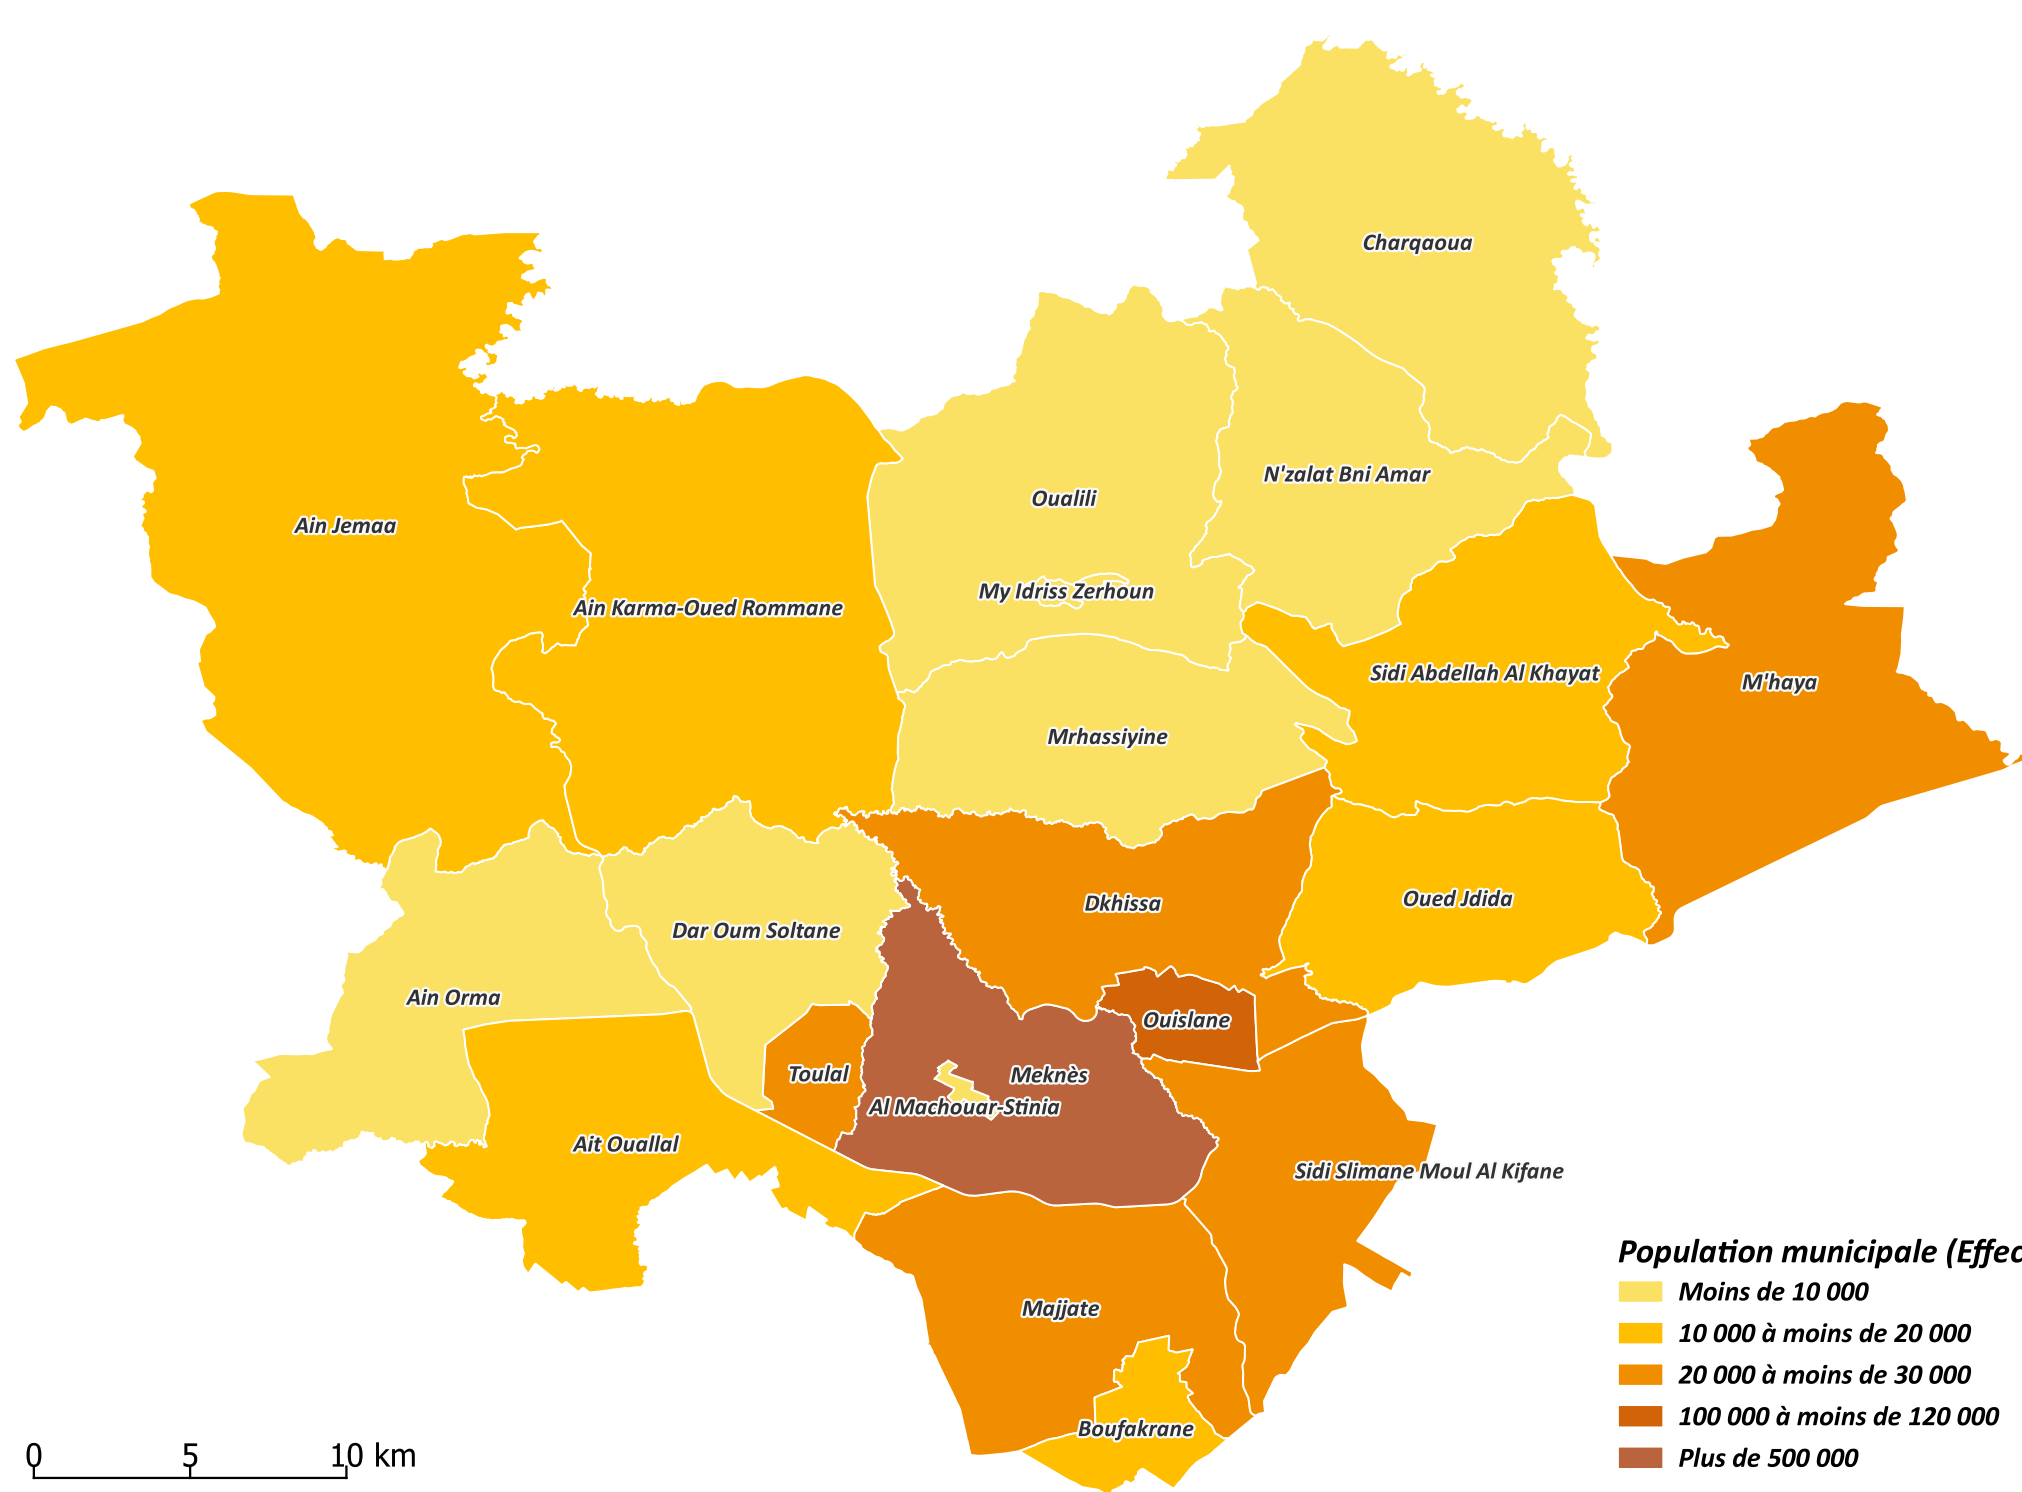 Charqaoua
N'zalat Bni Amar
Oualili
Ain Jemaa
My Idriss Zerhoun
Ain Karma-Oued Rommane
Sidi Abdellah Al Khayat
M'haya
Mrhassiyine
Oued Jdida
Dkhissa
Dar Oum Soltane
Ain Orma
Ouislane
Toulal
Meknès
Al Machouar-Stinia
Ait Ouallal
Sidi Slimane Moul Al Kifane
Majjate
Boufakrane
Population municipale (Effec
Moins de 10 000
10 000 à moins de 20 000
20 000 à moins de 30 000
100 000 à moins de 120 000
Plus de 500 000
0 5 10 km